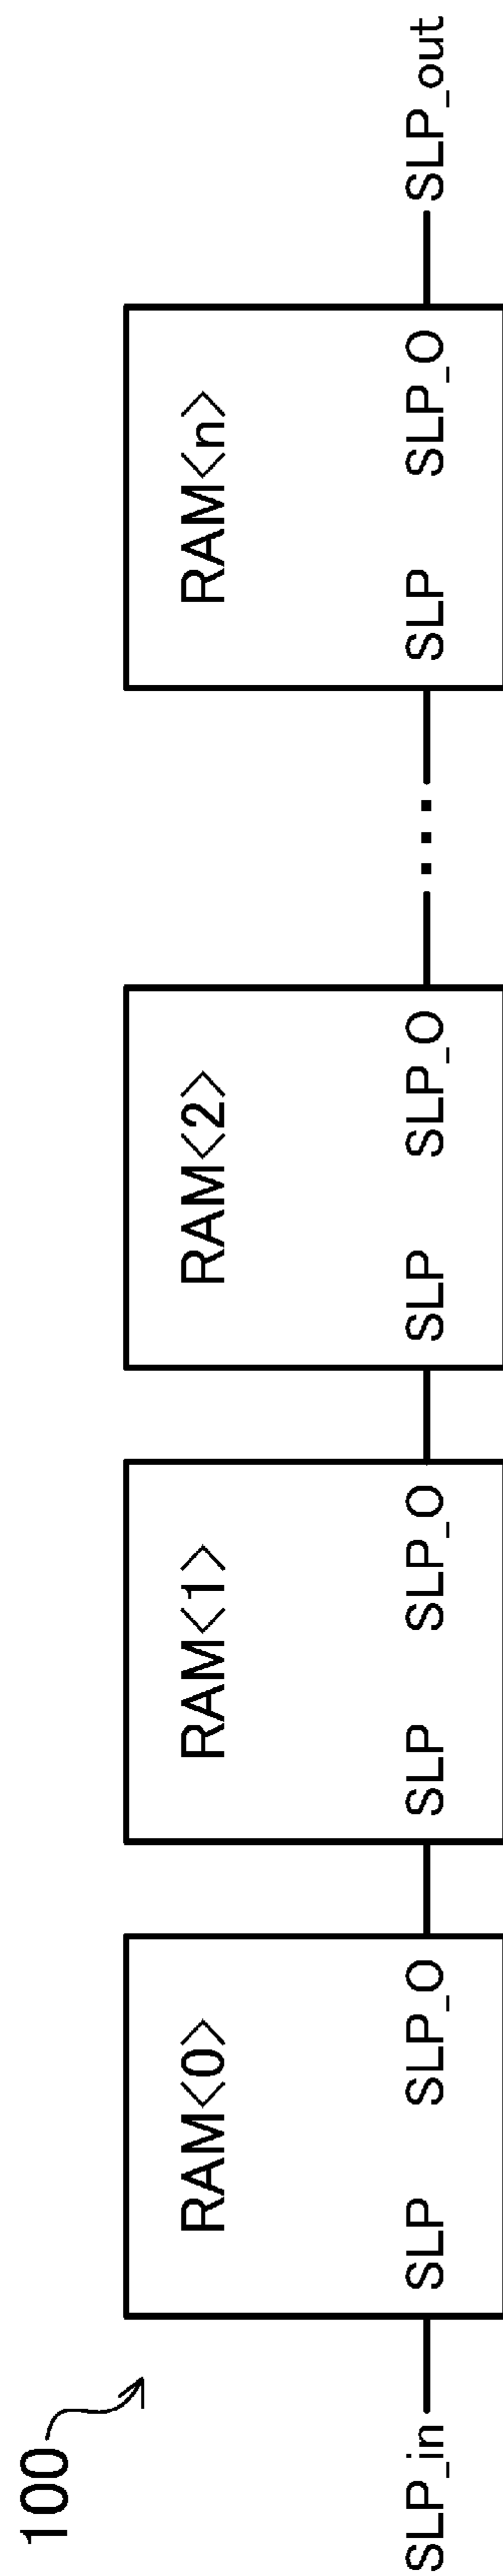 100
RAM<0>
RAM<1>
RAM<2>
RAM<n>
SLP_in
SLP
SLP_O
SLP
SLP_O
SLP
SLP_O
...
SLP
SLP_O
SLP_out